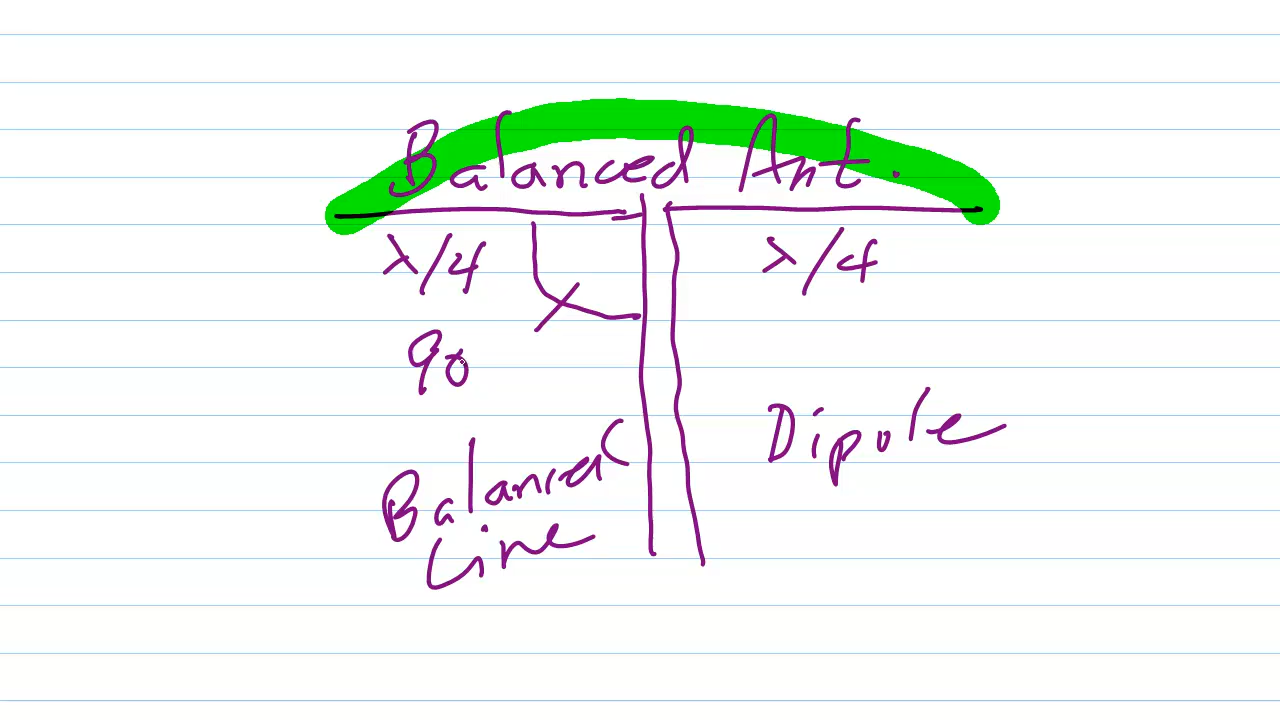 Balanced Ant.
λ/4 λ/4
90
Dipole
Balanced
Line